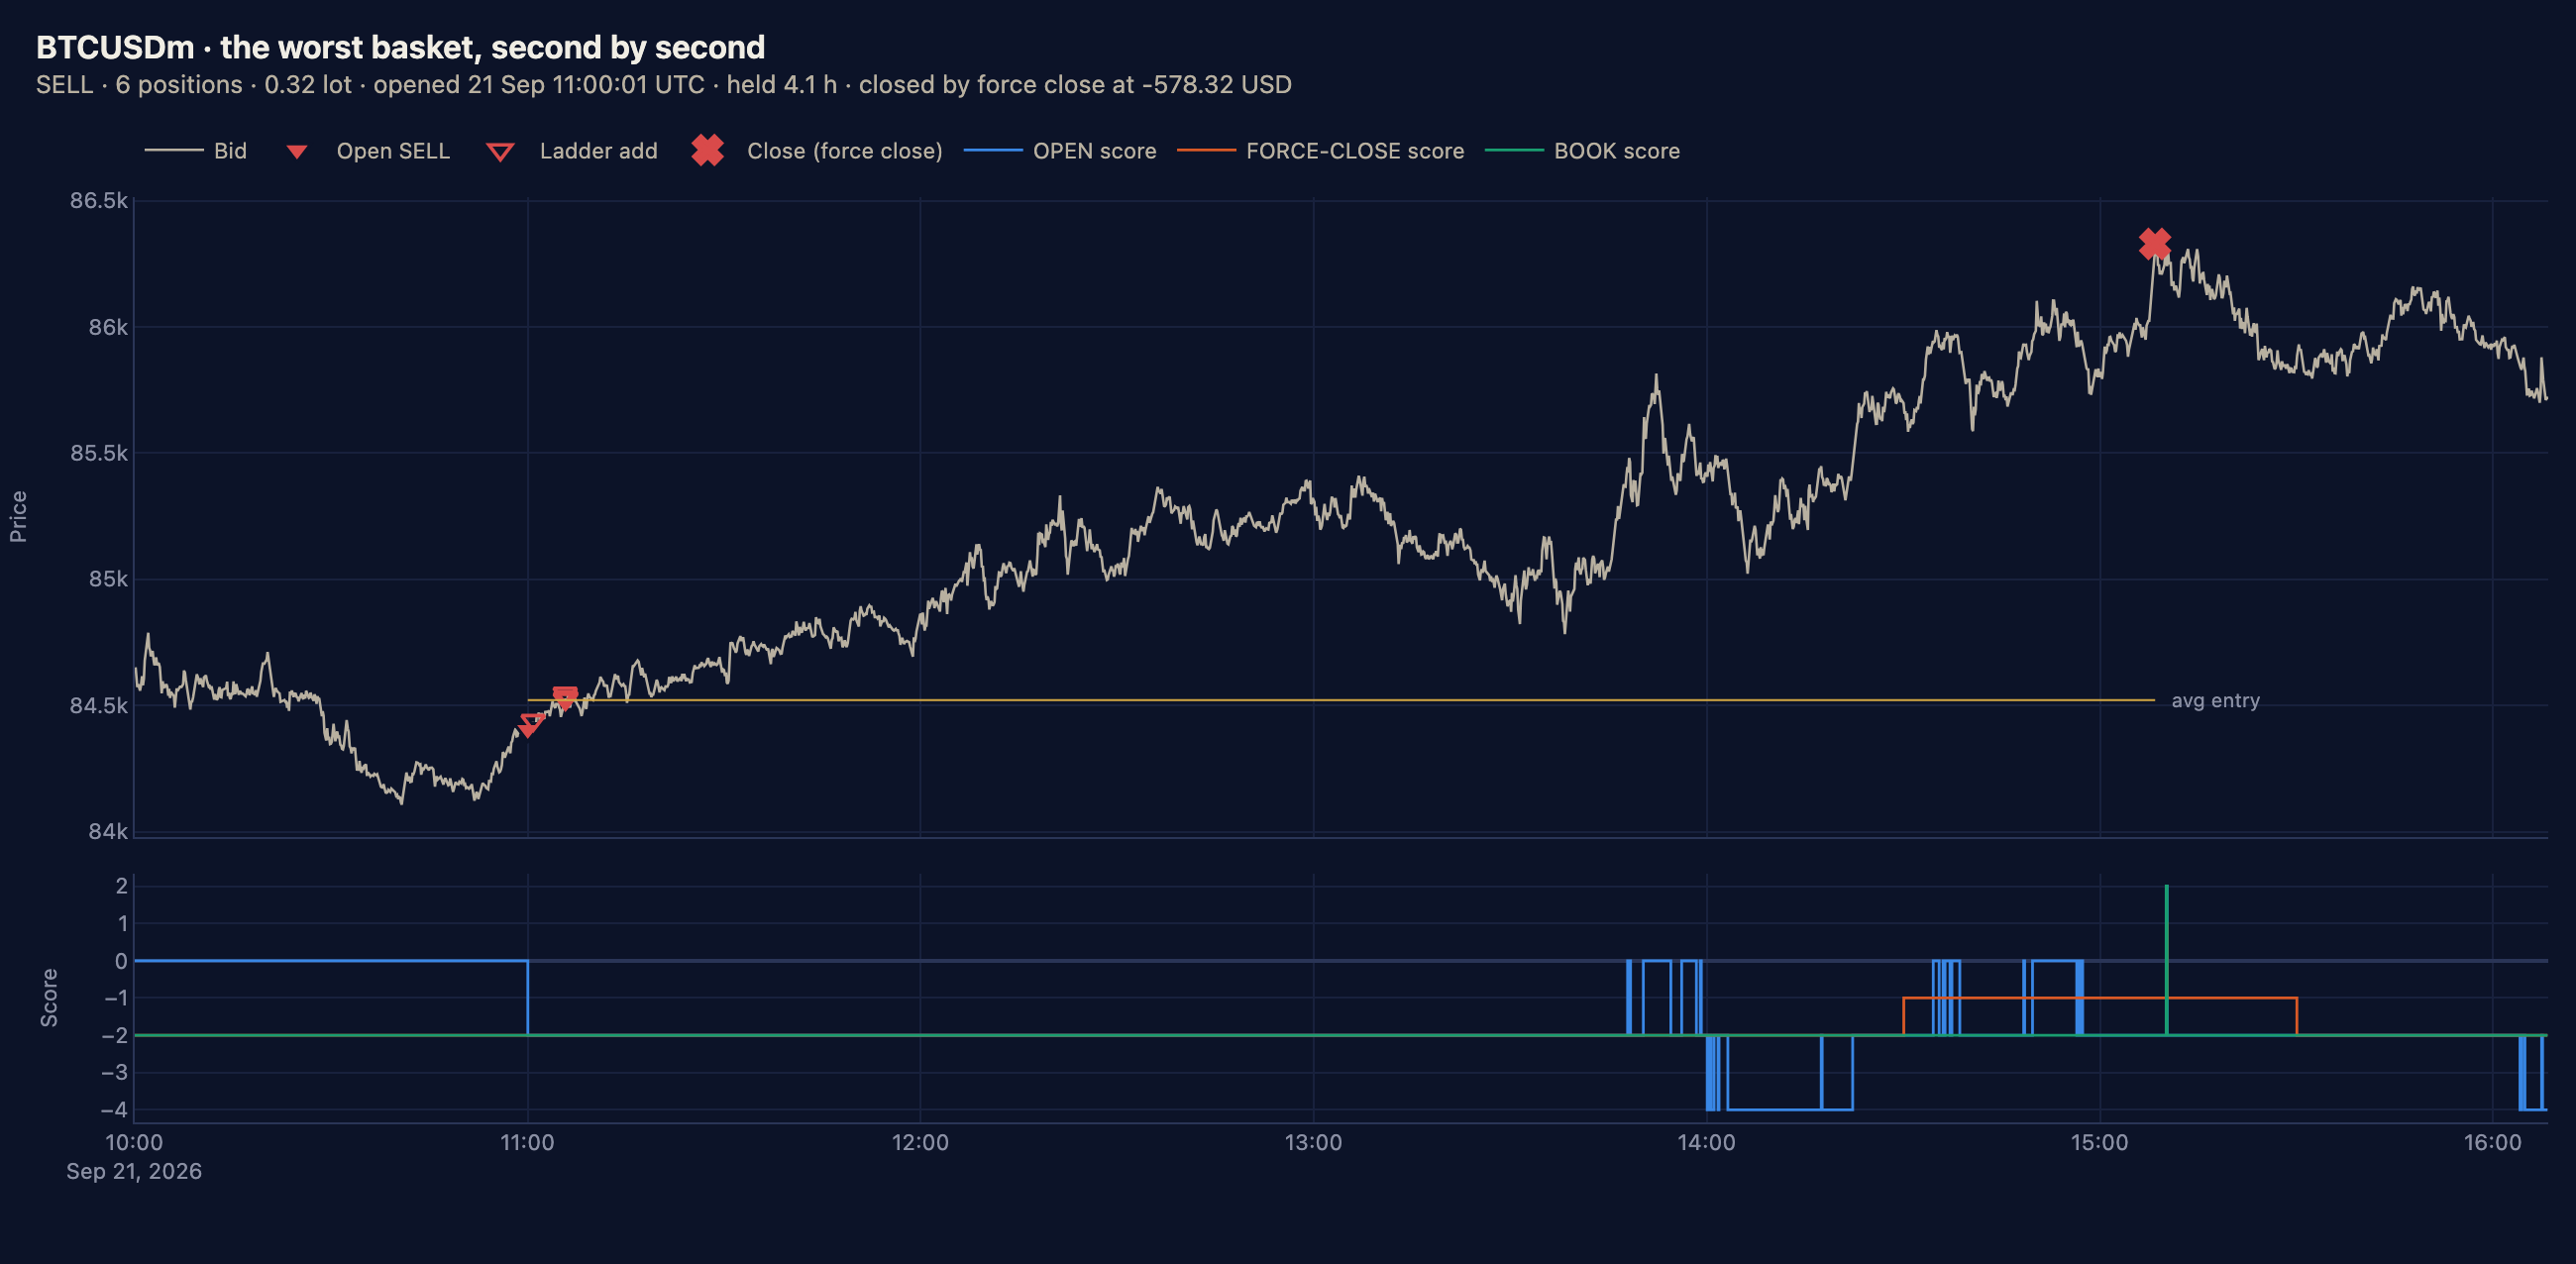 BTCUSDm · the worst basket, second by second
SELL · 6 positions · 0.32 lot · opened 21 Sep 11:00:01 UTC · held 4.1 h · closed by force close at -578.32 USD
Bid Open SELL Ladder add Close (force close) OPEN score FORCE-CLOSE score BOOK score
86.5k
86k
85.5k
85k
84.5k
84k
Price
avg entry
2
1
0
−1
−2
−3
−4
Score
10:00 11:00 12:00 13:00 14:00 15:00 16:00
Sep 21, 2026